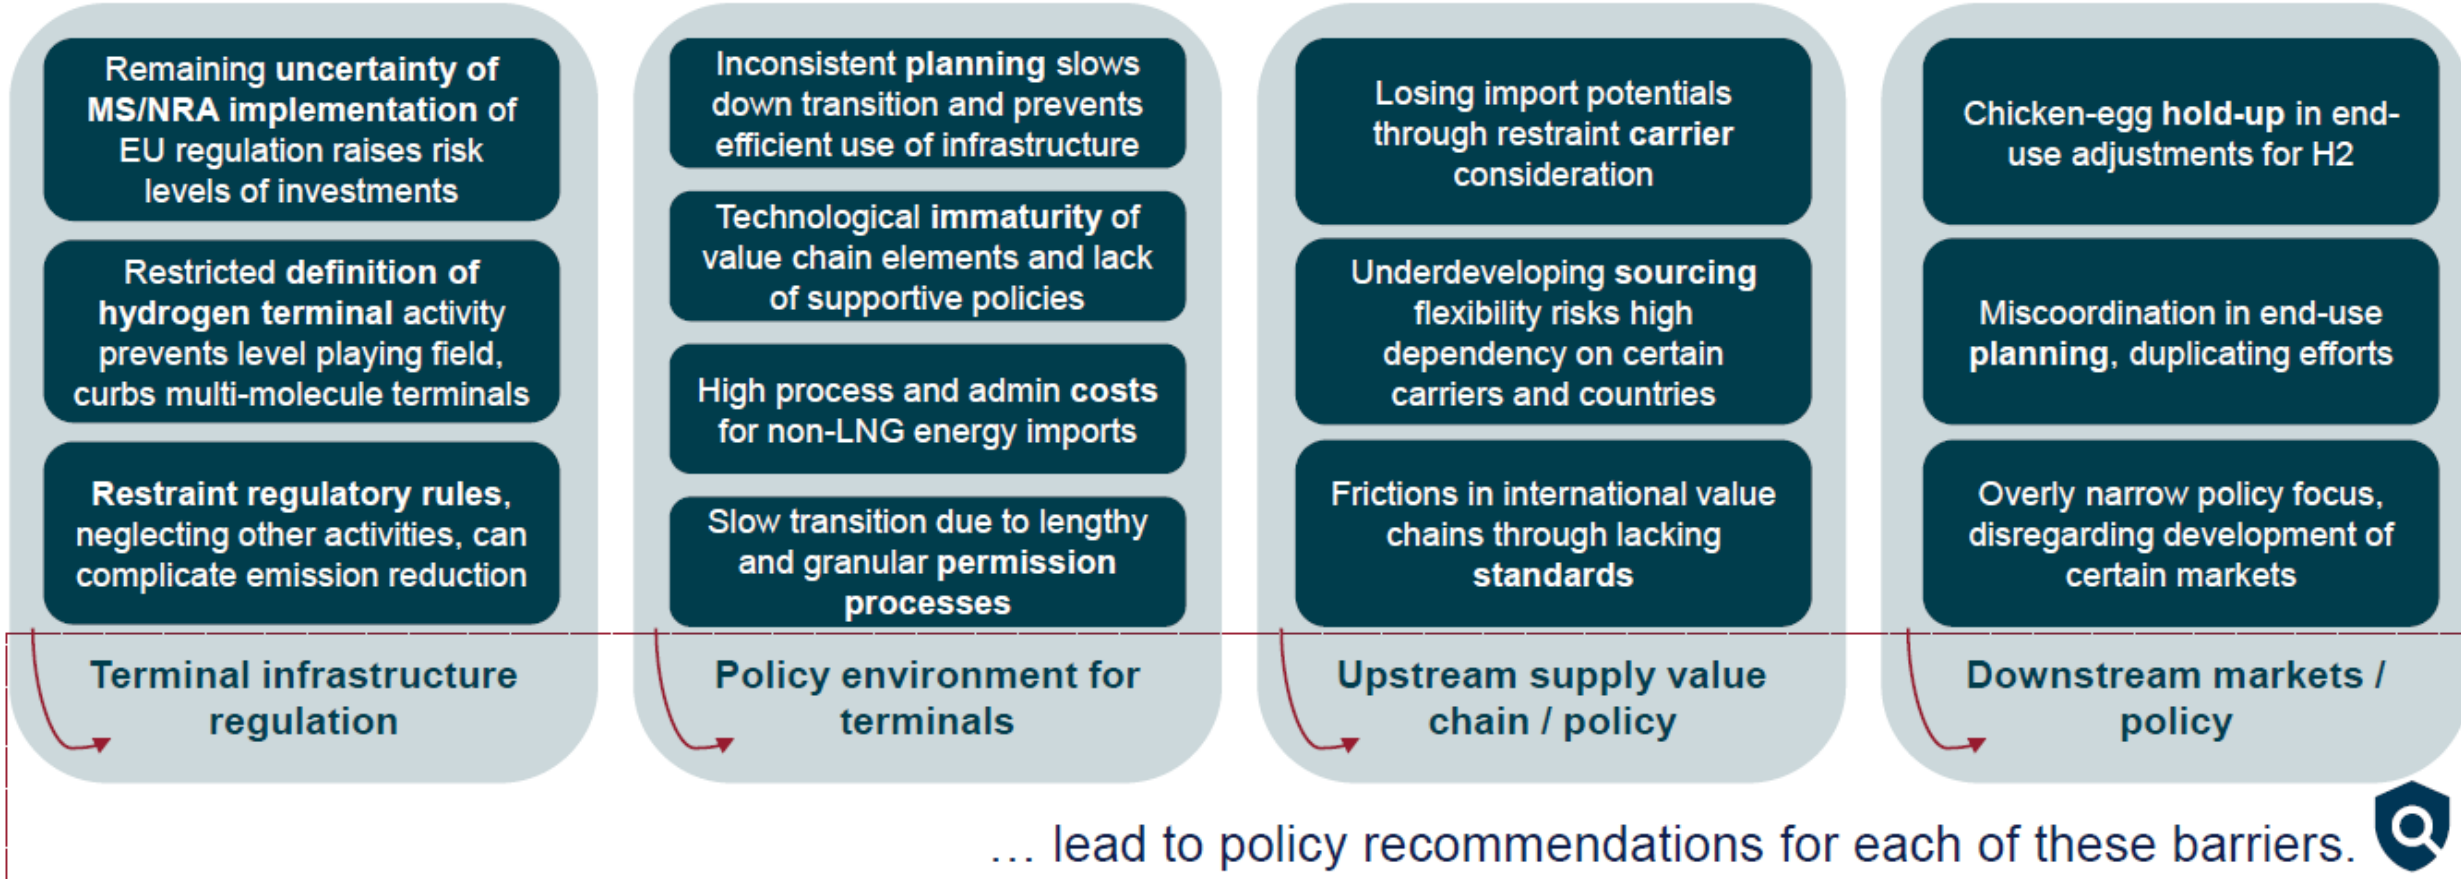 Remaining uncertainty of
MS/NRA implementation of
EU regulation raises risk
levels of investments
Restricted definition of
hydrogen terminal activity
prevents level playing field,
curbs multi-molecule terminals
Restraint regulatory rules,
neglecting other activities, can
complicate emission reduction
Terminal infrastructure
regulation
Inconsistent planning slows
down transition and prevents
efficient use of infrastructure
Technological immaturity of
value chain elements and lack
of supportive policies
High process and admin costs
for non-LNG energy imports
Slow transition due to lengthy
and granular permission
processes
Policy environment for
terminals
Losing import potentials
through restraint carrier
consideration
Underdeveloping sourcing
flexibility risks high
dependency on certain
carriers and countries
Frictions in international value
chains through lacking
standards
Upstream supply value
chain / policy
Chicken-egg hold-up in end-
use adjustments for H2
Miscoordination in end-use
planning, duplicating efforts
Overly narrow policy focus,
disregarding development of
certain markets
Downstream markets /
policy
... lead to policy recommendations for each of these barriers.